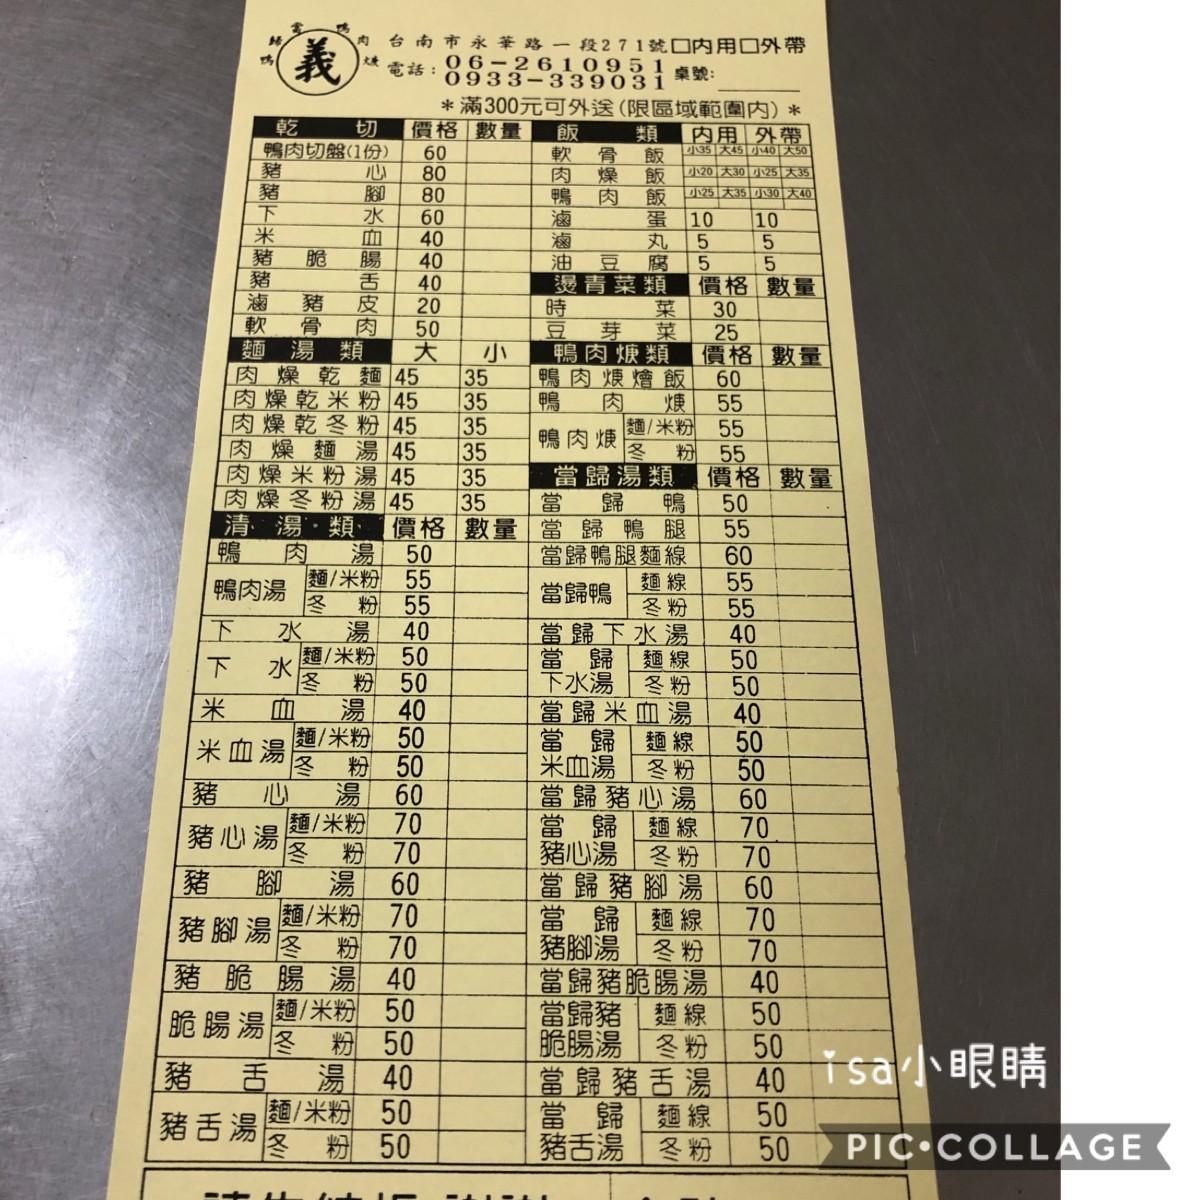 當歸鴨 義 鴨肉焿
台南市永華路一段271號 □內用□外帶
電話: 06-2610951
0933-339031 桌號:
*滿300元可外送(限區域範圍內)*
乾切 價格 數量
鴨肉切盤(1份) 60
豬心 80
豬腳 80
下水 60
米血 40
豬脆腸 40
豬舌 40
滷豬皮 20
軟骨肉 50
麵湯類 大 小
肉燥乾麵 45 35
肉燥乾米粉 45 35
肉燥乾冬粉 45 35
肉燥麵湯 45 35
肉燥米粉湯 45 35
肉燥冬粉湯 45 35
清湯類 價格 數量
鴨肉湯 50
鴨肉湯 麵/米粉 55
冬粉 55
下水湯 40
下水 麵/米粉 50
冬粉 50
米血湯 40
米血湯 麵/米粉 50
冬粉 50
豬心湯 60
豬心湯 麵/米粉 70
冬粉 70
豬腳湯 60
豬腳湯 麵/米粉 70
冬粉 70
豬脆腸湯 40
脆腸湯 麵/米粉 50
冬粉 50
豬舌湯 40
豬舌湯 麵/米粉 50
冬粉 50
飯類 內用 外帶
軟骨飯 小35 大45 小40 大50
肉燥飯 小20 大30 小25 大35
鴨肉飯 小25 大35 小30 大40
滷蛋 10 10
滷丸 5 5
油豆腐 5 5
燙青菜類 價格 數量
時菜 30
豆芽菜 25
鴨肉焿類 價格 數量
鴨肉焿燴飯 60
鴨肉焿 55
鴨肉焿 麵/米粉 55
冬粉 55
當歸湯類 價格 數量
當歸鴨 50
當歸鴨腿 55
當歸鴨腿麵線 60
當歸鴨 麵線 55
冬粉 55
當歸下水湯 40
當歸 麵線 50
下水湯 冬粉 50
當歸米血湯 40
當歸 麵線 50
米血湯 冬粉 50
當歸豬心湯 60
當歸 麵線 70
豬心湯 冬粉 70
當歸豬腳湯 60
當歸 麵線 70
豬腳湯 冬粉 70
當歸豬脆腸湯 40
當歸豬 麵線 50
脆腸湯 冬粉 50
當歸豬舌湯 40
當歸 麵線 50
豬舌湯 冬粉 50
isa小眼睛
PIC•COLLAGE